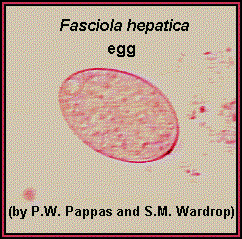 Fasciola hepatica
egg
(by P.W. Pappas and S.M. Wardrop)